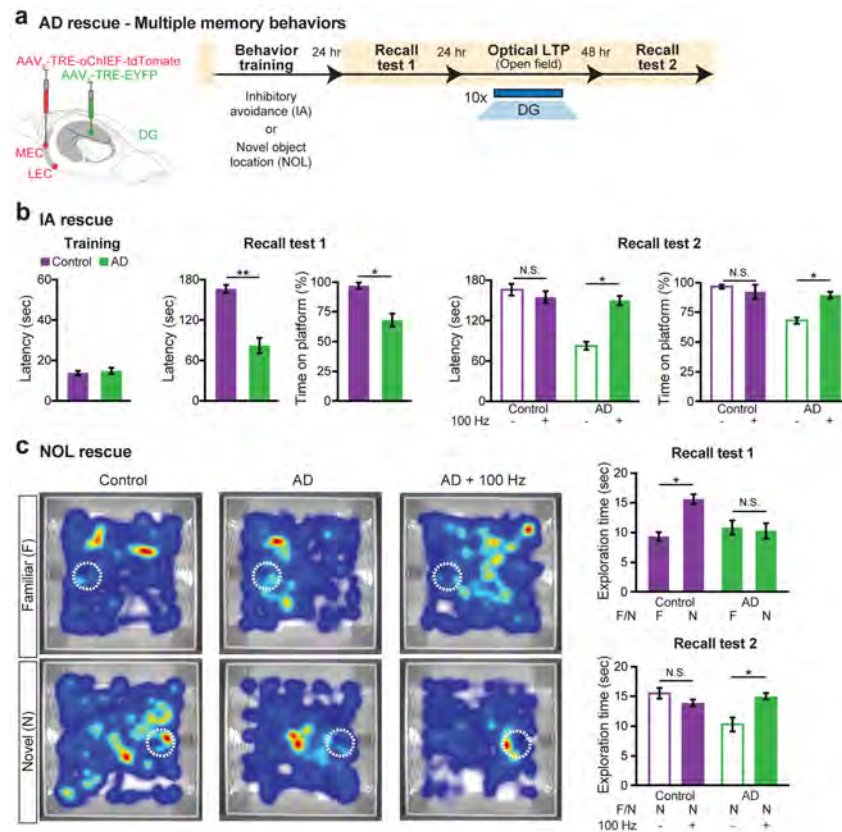 a AD rescue - Multiple memory behaviors
AAV₉-TRE-oChIEF-tdTomate
AAV₉-TRE-EYFP
DG
MEC
LEC
Behavior training
24 hr
Recall test 1
24 hr
Optical LTP
(Open field)
48 hr
Recall test 2
Inhibitory
avoidance (IA)
or
Novel object
location (NOL)
10x
DG
b IA rescue
Training
Control AD
Latency (sec)
60
40
20
0
Recall test 1
Latency (sec)
180
120
60
0
**
Time on platform (%)
100
75
50
25
0
*
Recall test 2
Latency (sec)
180
120
60
0
N.S.
*
Control AD
100 Hz - + - +
Time on platform (%)
100
75
50
25
0
N.S.
*
Control AD
- + - +
c NOL rescue
Control AD AD + 100 Hz
Familiar (F)
Novel (N)
Recall test 1
Exploration time (sec)
20
15
10
5
0
*
N.S.
Control AD
F/N F N F N
Recall test 2
Exploration time (sec)
20
15
10
5
0
N.S.
*
Control AD
F/N N N N N
100 Hz - + - +